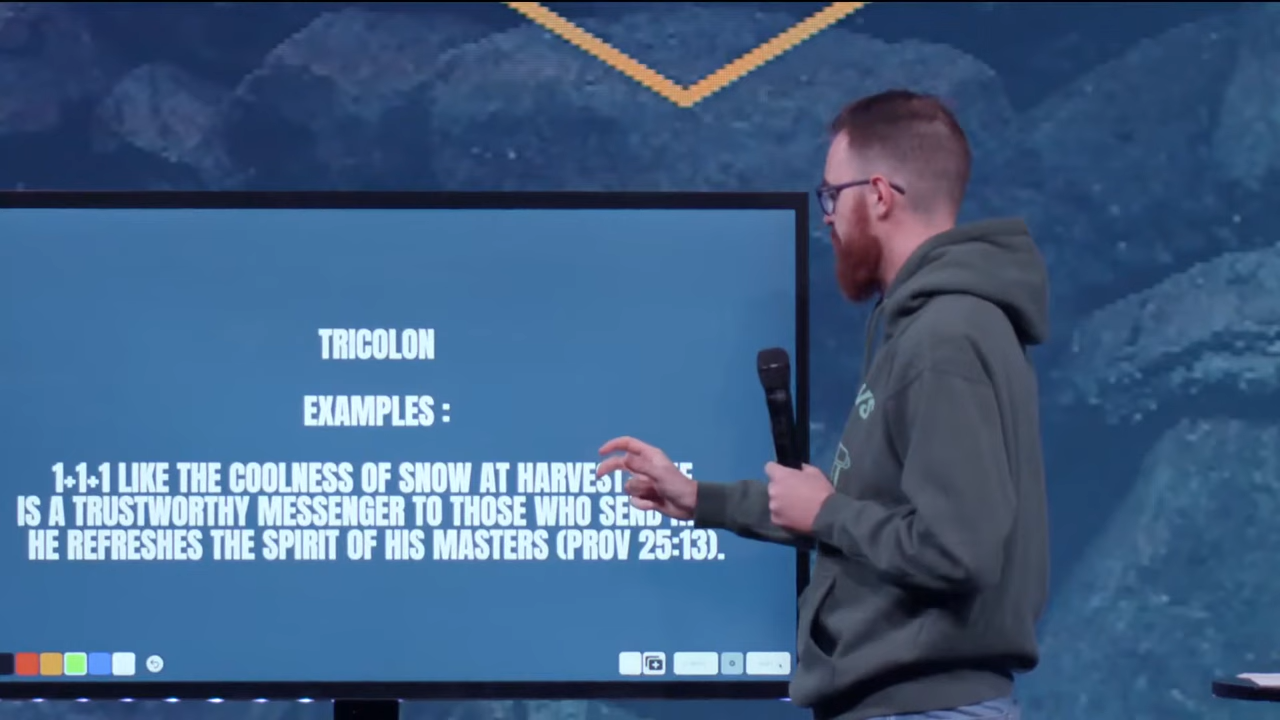 TRICOLON
EXAMPLES :
1+1+1 LIKE THE COOLNESS OF SNOW AT HARVEST
IS A TRUSTWORTHY MESSENGER TO THOSE WHO SEND
HE REFRESHES THE SPIRIT OF HIS MASTERS (PROV 25:13).